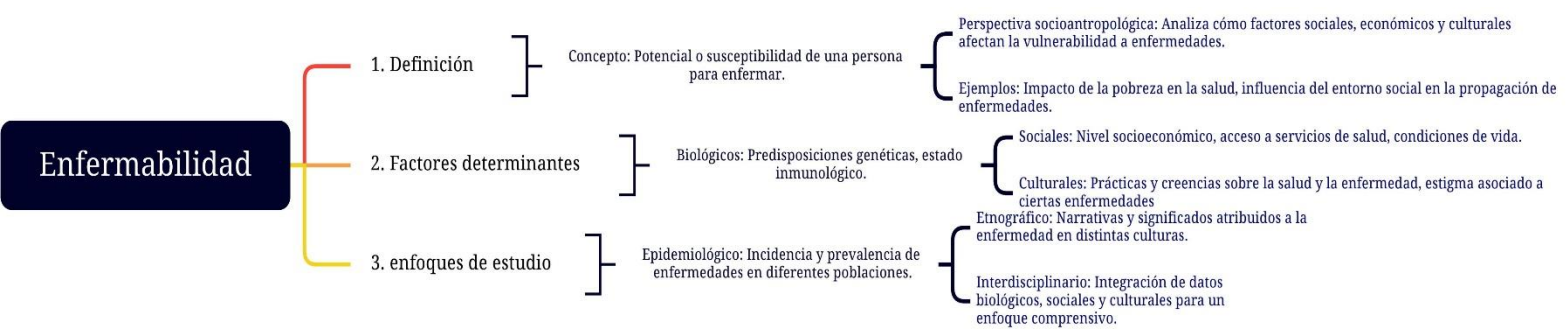 Enfermabilidad
1. Definición
Concepto: Potencial o susceptibilidad de una persona
para enfermar.
Perspectiva socioantropológica: Analiza cómo factores sociales, económicos y culturales
afectan la vulnerabilidad a enfermedades.
Ejemplos: Impacto de la pobreza en la salud, influencia del entorno social en la propagación de
enfermedades.
2. Factores determinantes
Biológicos: Predisposiciones genéticas, estado
inmunológico.
Sociales: Nivel socioeconómico, acceso a servicios de salud, condiciones de vida.
Culturales: Prácticas y creencias sobre la salud y la enfermedad, estigma asociado a
ciertas enfermedades
3. enfoques de estudio
Epidemiológico: Incidencia y prevalencia de
enfermedades en diferentes poblaciones.
Etnográfico: Narrativas y significados atribuidos a la
enfermedad en distintas culturas.
Interdisciplinario: Integración de datos
biológicos, sociales y culturales para un
enfoque comprensivo.